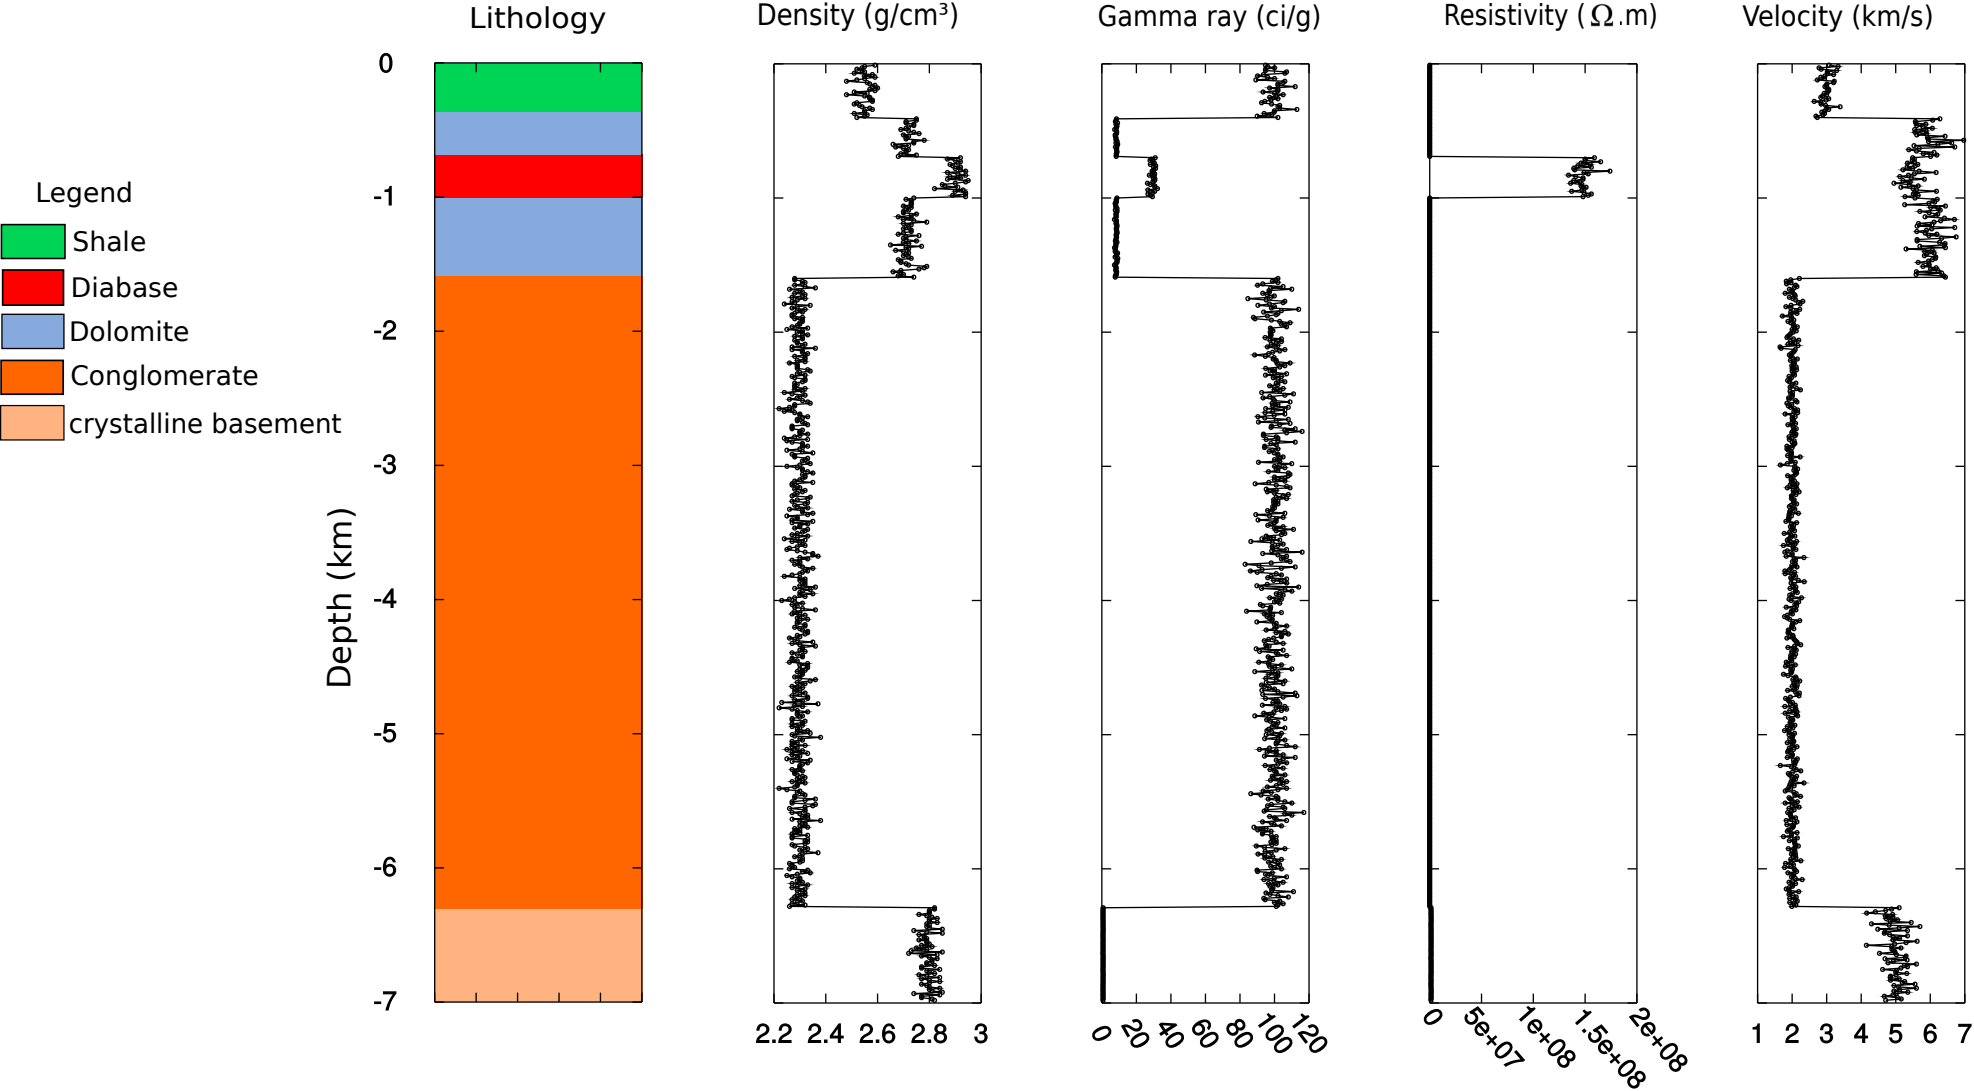 Lithology
Density (g/cm³)
Gamma ray (ci/g)
Resistivity (Ω.m)
Velocity (km/s)
Legend
Shale
Diabase
Dolomite
Conglomerate
crystalline basement
Depth (km)
0
-1
-2
-3
-4
-5
-6
-7
2.2 2.4 2.6 2.8 3
0 20 40 60 80 100 120
0 5e+07 1e+08 1.5e+08 2e+08
1 2 3 4 5 6 7